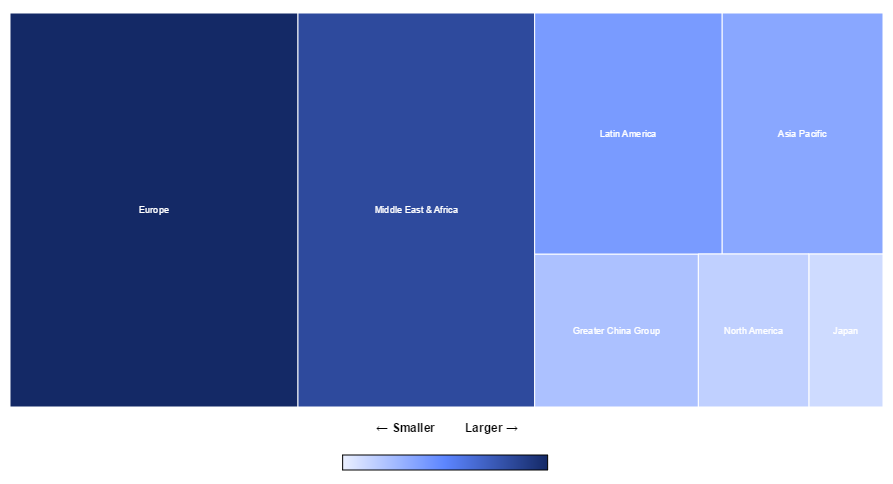 Europe
Middle East & Africa
Latin America
Asia Pacific
Greater China Group
North America
Japan
← Smaller
Larger →